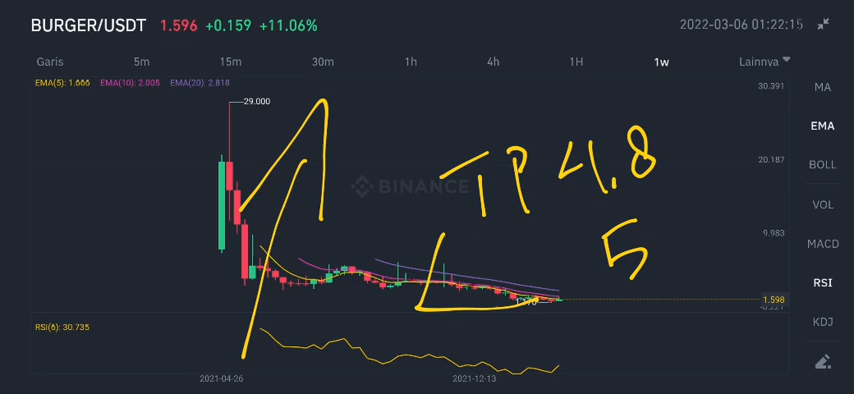 BURGER/USDT 1.596 +0.159 +11.06% 2022-03-06 01:22:15
Garis 5m 15m 30m 1h 4h 1H 1w Lainnya
EMA(5): 1.666 EMA(10): 2.005 EMA(20): 2.818
30.391
MA
29.000
EMA
20.187
BOLL
TP 4,8
BINANCE
VOL
9.983
5
MACD
RSI
1.598
KDJ
RSI(6): 30.735
2021-04-26 2021-12-13